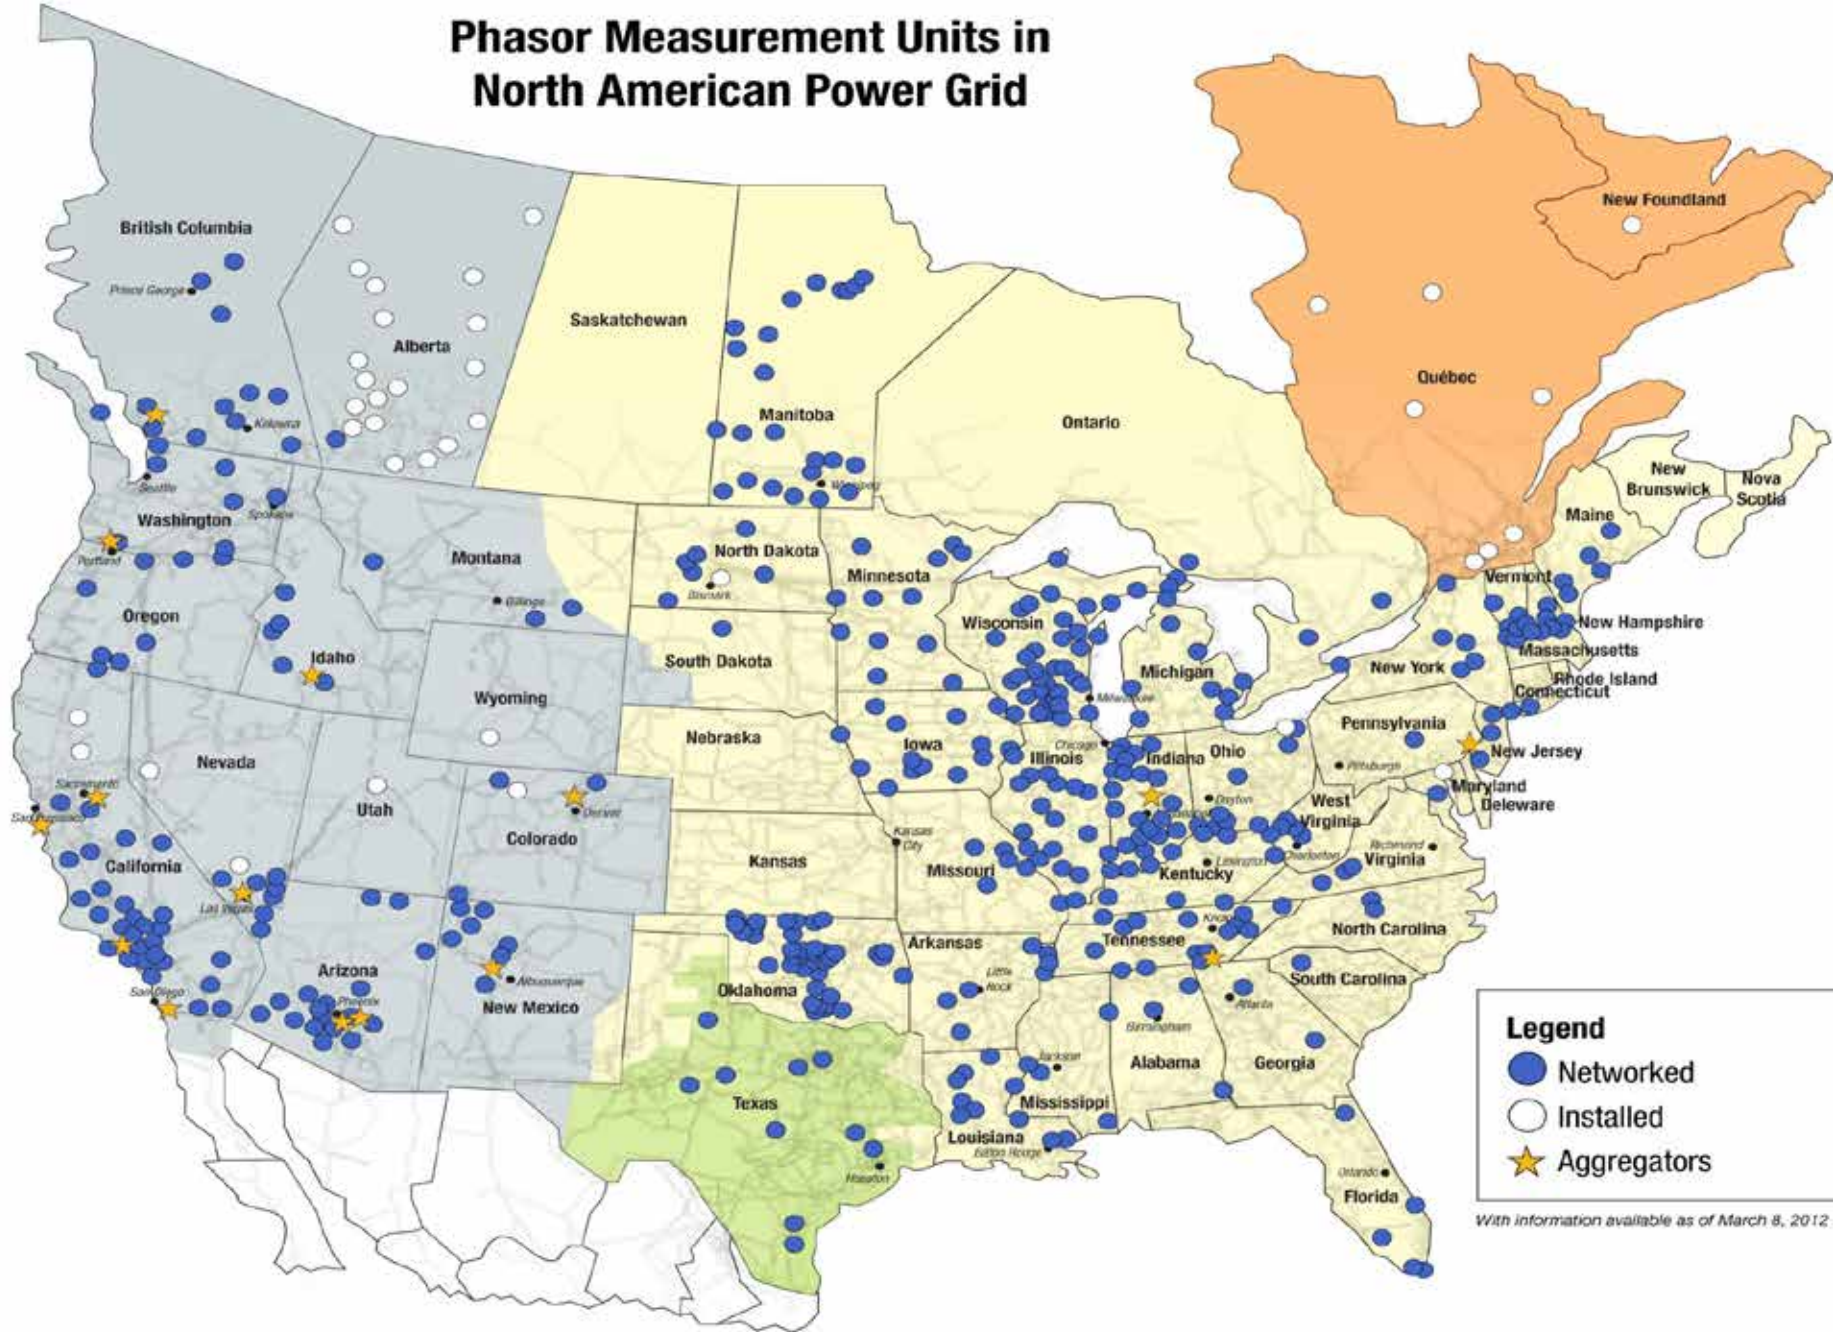 Phasor Measurement Units in
North American Power Grid
New Foundland
British Columbia
Prince George
Saskatchewan
Alberta
Québec
Manitoba
Ontario
Kelowna
New
Brunswick
Nova
Scotia
Winnipeg
Seattle
Washington
Spokane
Maine
North Dakota
Montana
Portland
Minnesota
Vermont
Bismark
Billings
Oregon
Wisconsin
New Hampshire
Massachusetts
Idaho
South Dakota
Michigan
New York
Rhode Island
Connecticut
Wyoming
Milwaukee
Pennsylvania
Nebraska
Iowa
Chicago
Illinois
Indiana
Ohio
New Jersey
Nevada
Pittsburgh
Sacramento
Maryland
Deleware
Utah
Dayton
West
Virginia
San Francisco
Denver
Colorado
Kansas
City
Richmond
California
Kansas
Missouri
Lexington
Charleston
Virginia
Kentucky
Las Vegas
North Carolina
Arkansas
Tennessee
Arizona
South Carolina
San Diego
Albuquerque
Oklahoma
Little
Rock
Phoenix
New Mexico
Atlanta
Birmingham
Legend
Jackson
Alabama
Georgia
Networked
Texas
Mississippi
Installed
Louisiana
Baton Rouge
Aggregators
Houston
Orlando
Florida
With information available as of March 8, 2012